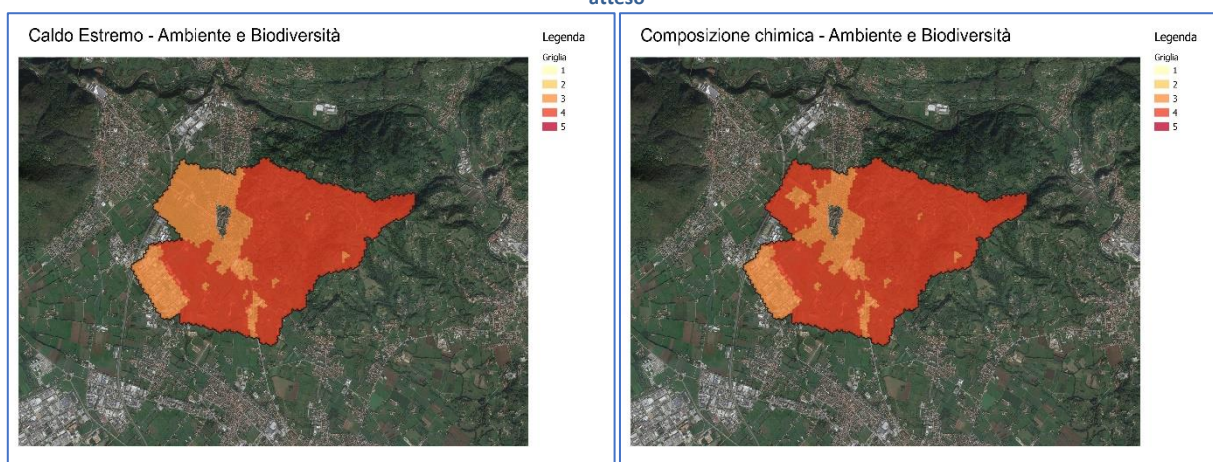 atteso
Caldo Estremo - Ambiente e Biodiversità
Legenda
Griglia
1
2
3
4
5
Composizione chimica - Ambiente e Biodiversità
Legenda
Griglia
1
2
3
4
5